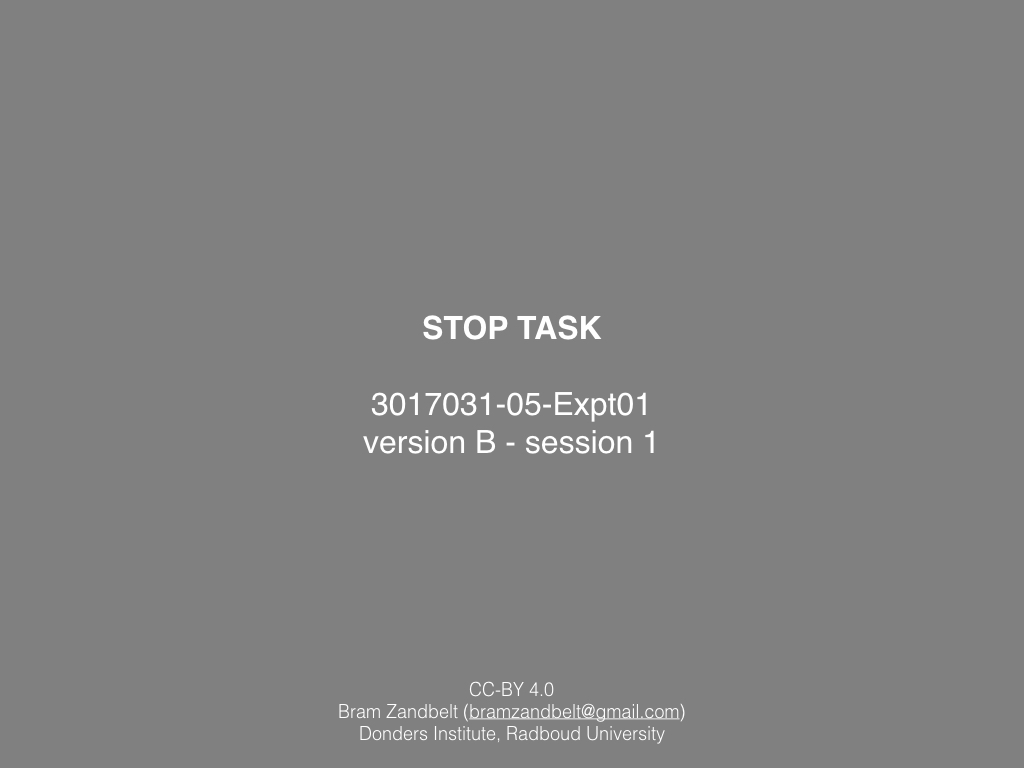 STOP TASK
3017031-05-Expt01
version B - session 1
CC-BY 4.0
Bram Zandbelt (bramzandbelt@gmail.com)
Donders Institute, Radboud University